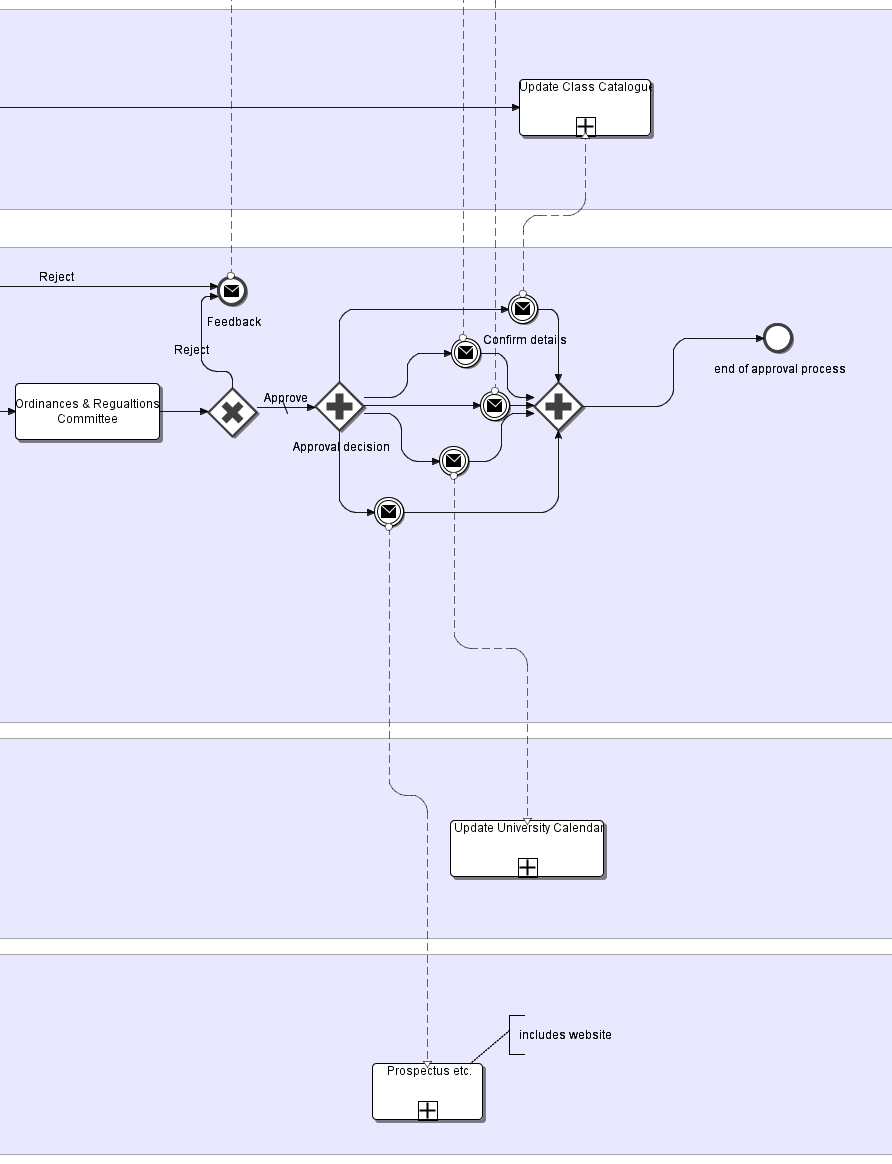 Update Class Catalogue
Reject
Feedback
Confirm details
Reject
end of approval process
Ordinances & Regualtions
Committee
Approve
Approval decision
Update University Calendar
includes website
Prospectus etc.